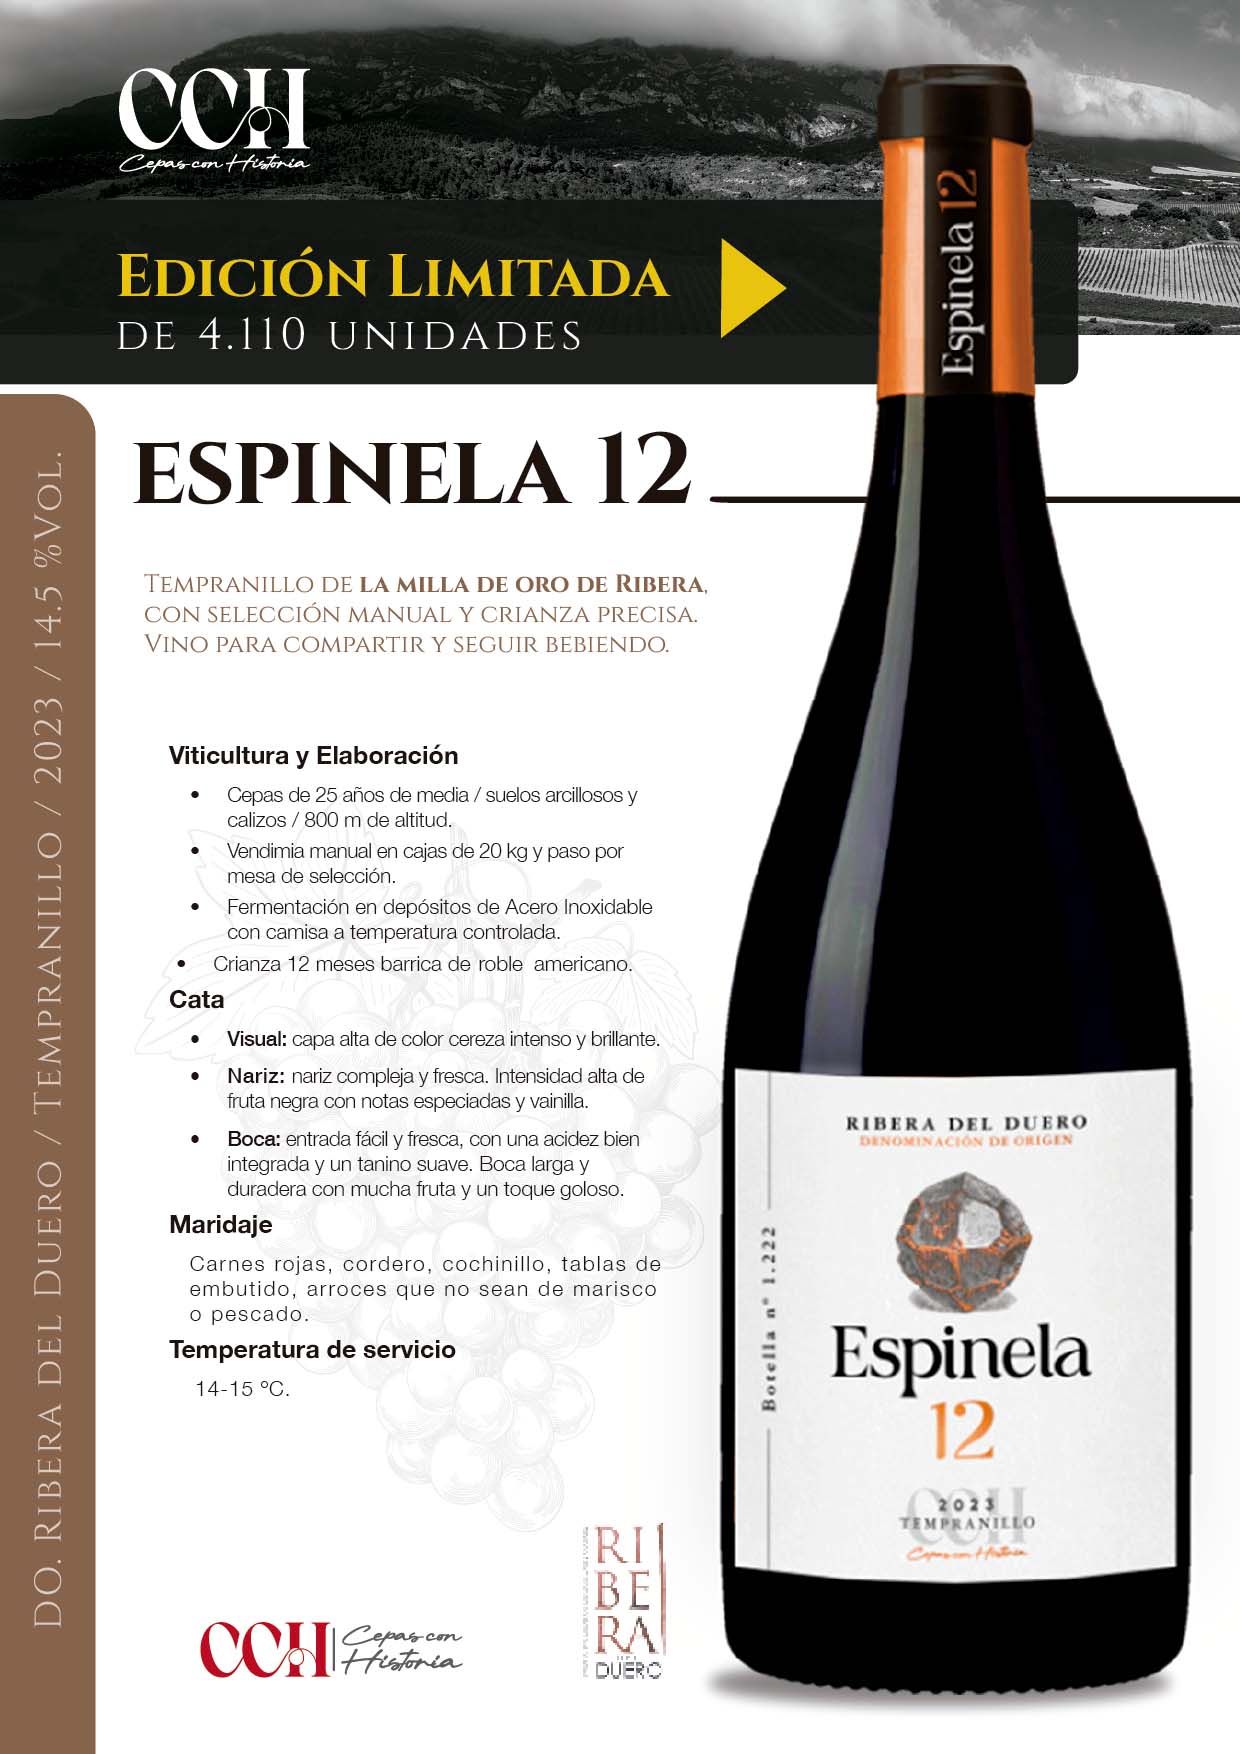 CCH
Cepas con Historia
EDICIÓN LIMITADA
DE 4.110 UNIDADES
ESPINELA 12
TEMPRANILLO DE LA MILLA DE ORO DE RIBERA,
CON SELECCIÓN MANUAL Y CRIANZA PRECISA.
VINO PARA COMPARTIR Y SEGUIR BEBIENDO.
DO. RIBERA DEL DUERO / TEMPRANILLO / 2023 / 14.5 %VOL.
Viticultura y Elaboración
• Cepas de 25 años de media / suelos arcillosos y
calizos / 800 m de altitud.
• Vendimia manual en cajas de 20 kg y paso por
mesa de selección.
• Fermentación en depósitos de Acero Inoxidable
con camisa a temperatura controlada.
• Crianza 12 meses barrica de roble americano.
Cata
• Visual: capa alta de color cereza intenso y brillante.
• Nariz: nariz compleja y fresca. Intensidad alta de
fruta negra con notas especiadas y vainilla.
• Boca: entrada fácil y fresca, con una acidez bien
integrada y un tanino suave. Boca larga y
duradera con mucha fruta y un toque goloso.
Maridaje
Carnes rojas, cordero, cochinillo, tablas de
embutido, arroces que no sean de marisco
o pescado.
Temperatura de servicio
14-15 ºC.
CCH
Cepas con
Historia
RI
BE
RA
DUERO
Espinela 12
RIBERA DEL DUERO
DENOMINACIÓN DE ORIGEN
Botella nº 1.222
Espinela
12
CCH
2023
TEMPRANILLO
Cepas con Historia